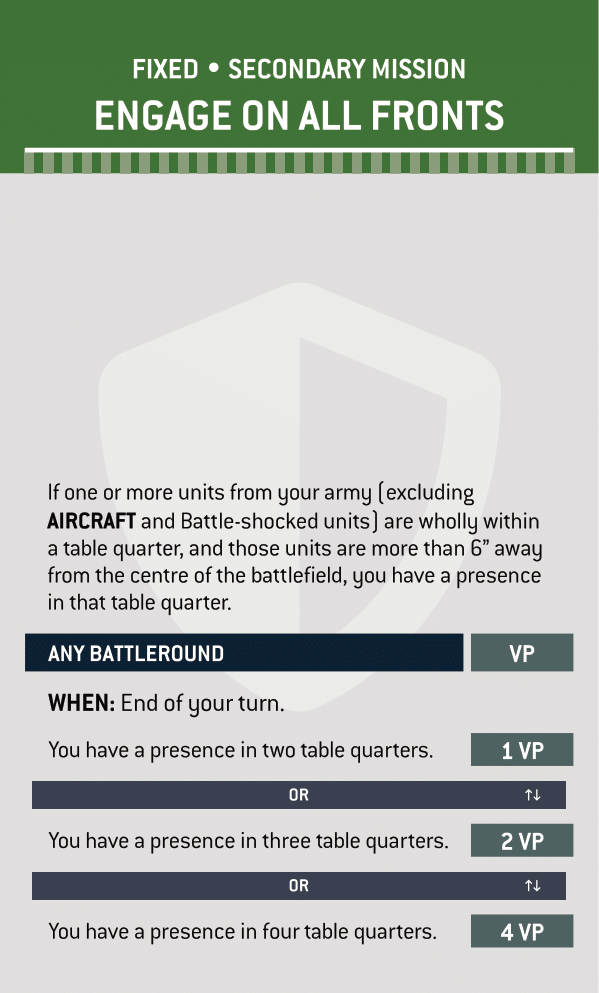 FIXED • SECONDARY MISSION
ENGAGE ON ALL FRONTS
If one or more units from your army (excluding
AIRCRAFT and Battle-shocked units) are wholly within
a table quarter, and those units are more than 6” away
from the centre of the battlefield, you have a presence
in that table quarter.
ANY BATTLEROUND VP
WHEN: End of your turn.
You have a presence in two table quarters. 1 VP
OR ↑↓
You have a presence in three table quarters. 2 VP
OR ↑↓
You have a presence in four table quarters. 4 VP